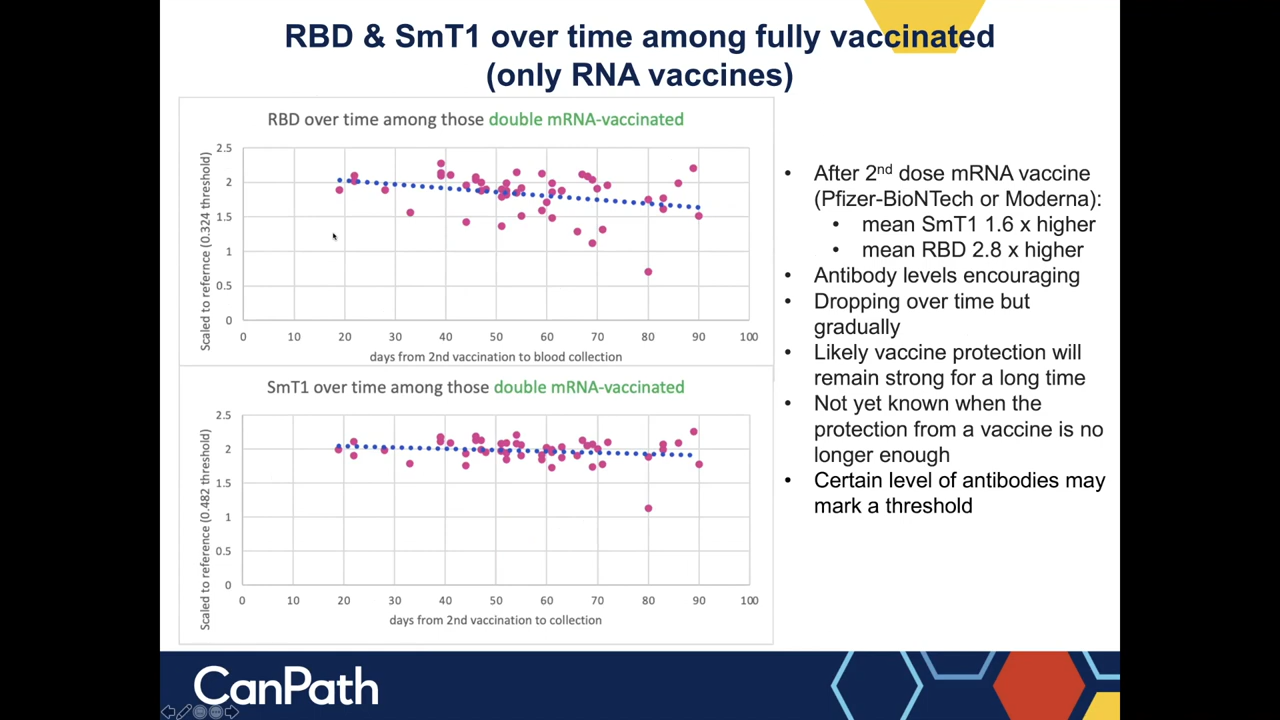 RBD & SmT1 over time among fully vaccinated
(only RNA vaccines)
RBD over time among those double mRNA-vaccinated
Scaled to refernce (0.324 threshold)
2.5
2
1.5
1
0.5
0
0 10 20 30 40 50 60 70 80 90 100
days from 2nd vaccination to blood collection
SmT1 over time among those double mRNA-vaccinated
Scaled to reference (0.482 threshold)
2.5
2
1.5
1
0.5
0
0 10 20 30 40 50 60 70 80 90 100
days from 2nd vaccination to collection
• After 2nd dose mRNA vaccine
(Pfizer-BioNTech or Moderna):
• mean SmT1 1.6 x higher
• mean RBD 2.8 x higher
• Antibody levels encouraging
• Dropping over time but
gradually
• Likely vaccine protection will
remain strong for a long time
• Not yet known when the
protection from a vaccine is no
longer enough
• Certain level of antibodies may
mark a threshold
CanPath